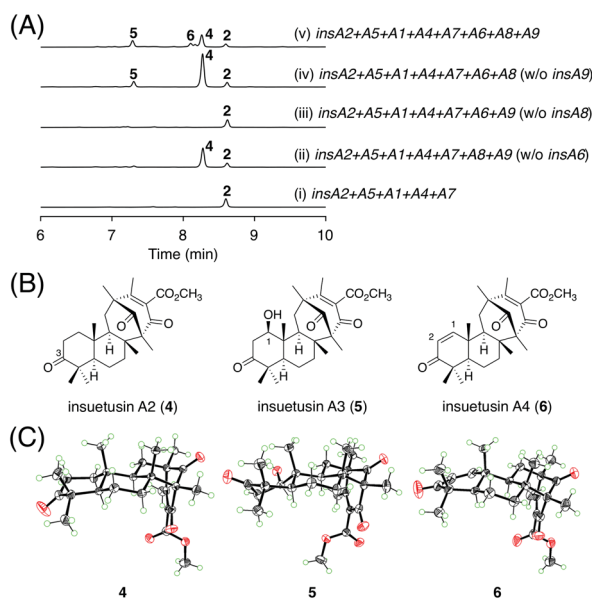 (A)
5 6 4 2 (v) insA2+A5+A1+A4+A7+A6+A8+A9
4
5 2 (iv) insA2+A5+A1+A4+A7+A6+A8 (w/o insA9)
2 (iii) insA2+A5+A1+A4+A7+A6+A9 (w/o insA8)
4 2 (ii) insA2+A5+A1+A4+A7+A8+A9 (w/o insA6)
2 (i) insA2+A5+A1+A4+A7
6 7 8 9 10
Time (min)
(B)
CO2CH3 CO2CH3 CO2CH3
OH
O O O O O O
1 2 1
3
O H H O H H O H H
insuetusin A2 (4) insuetusin A3 (5) insuetusin A4 (6)
(C)
4 5 6